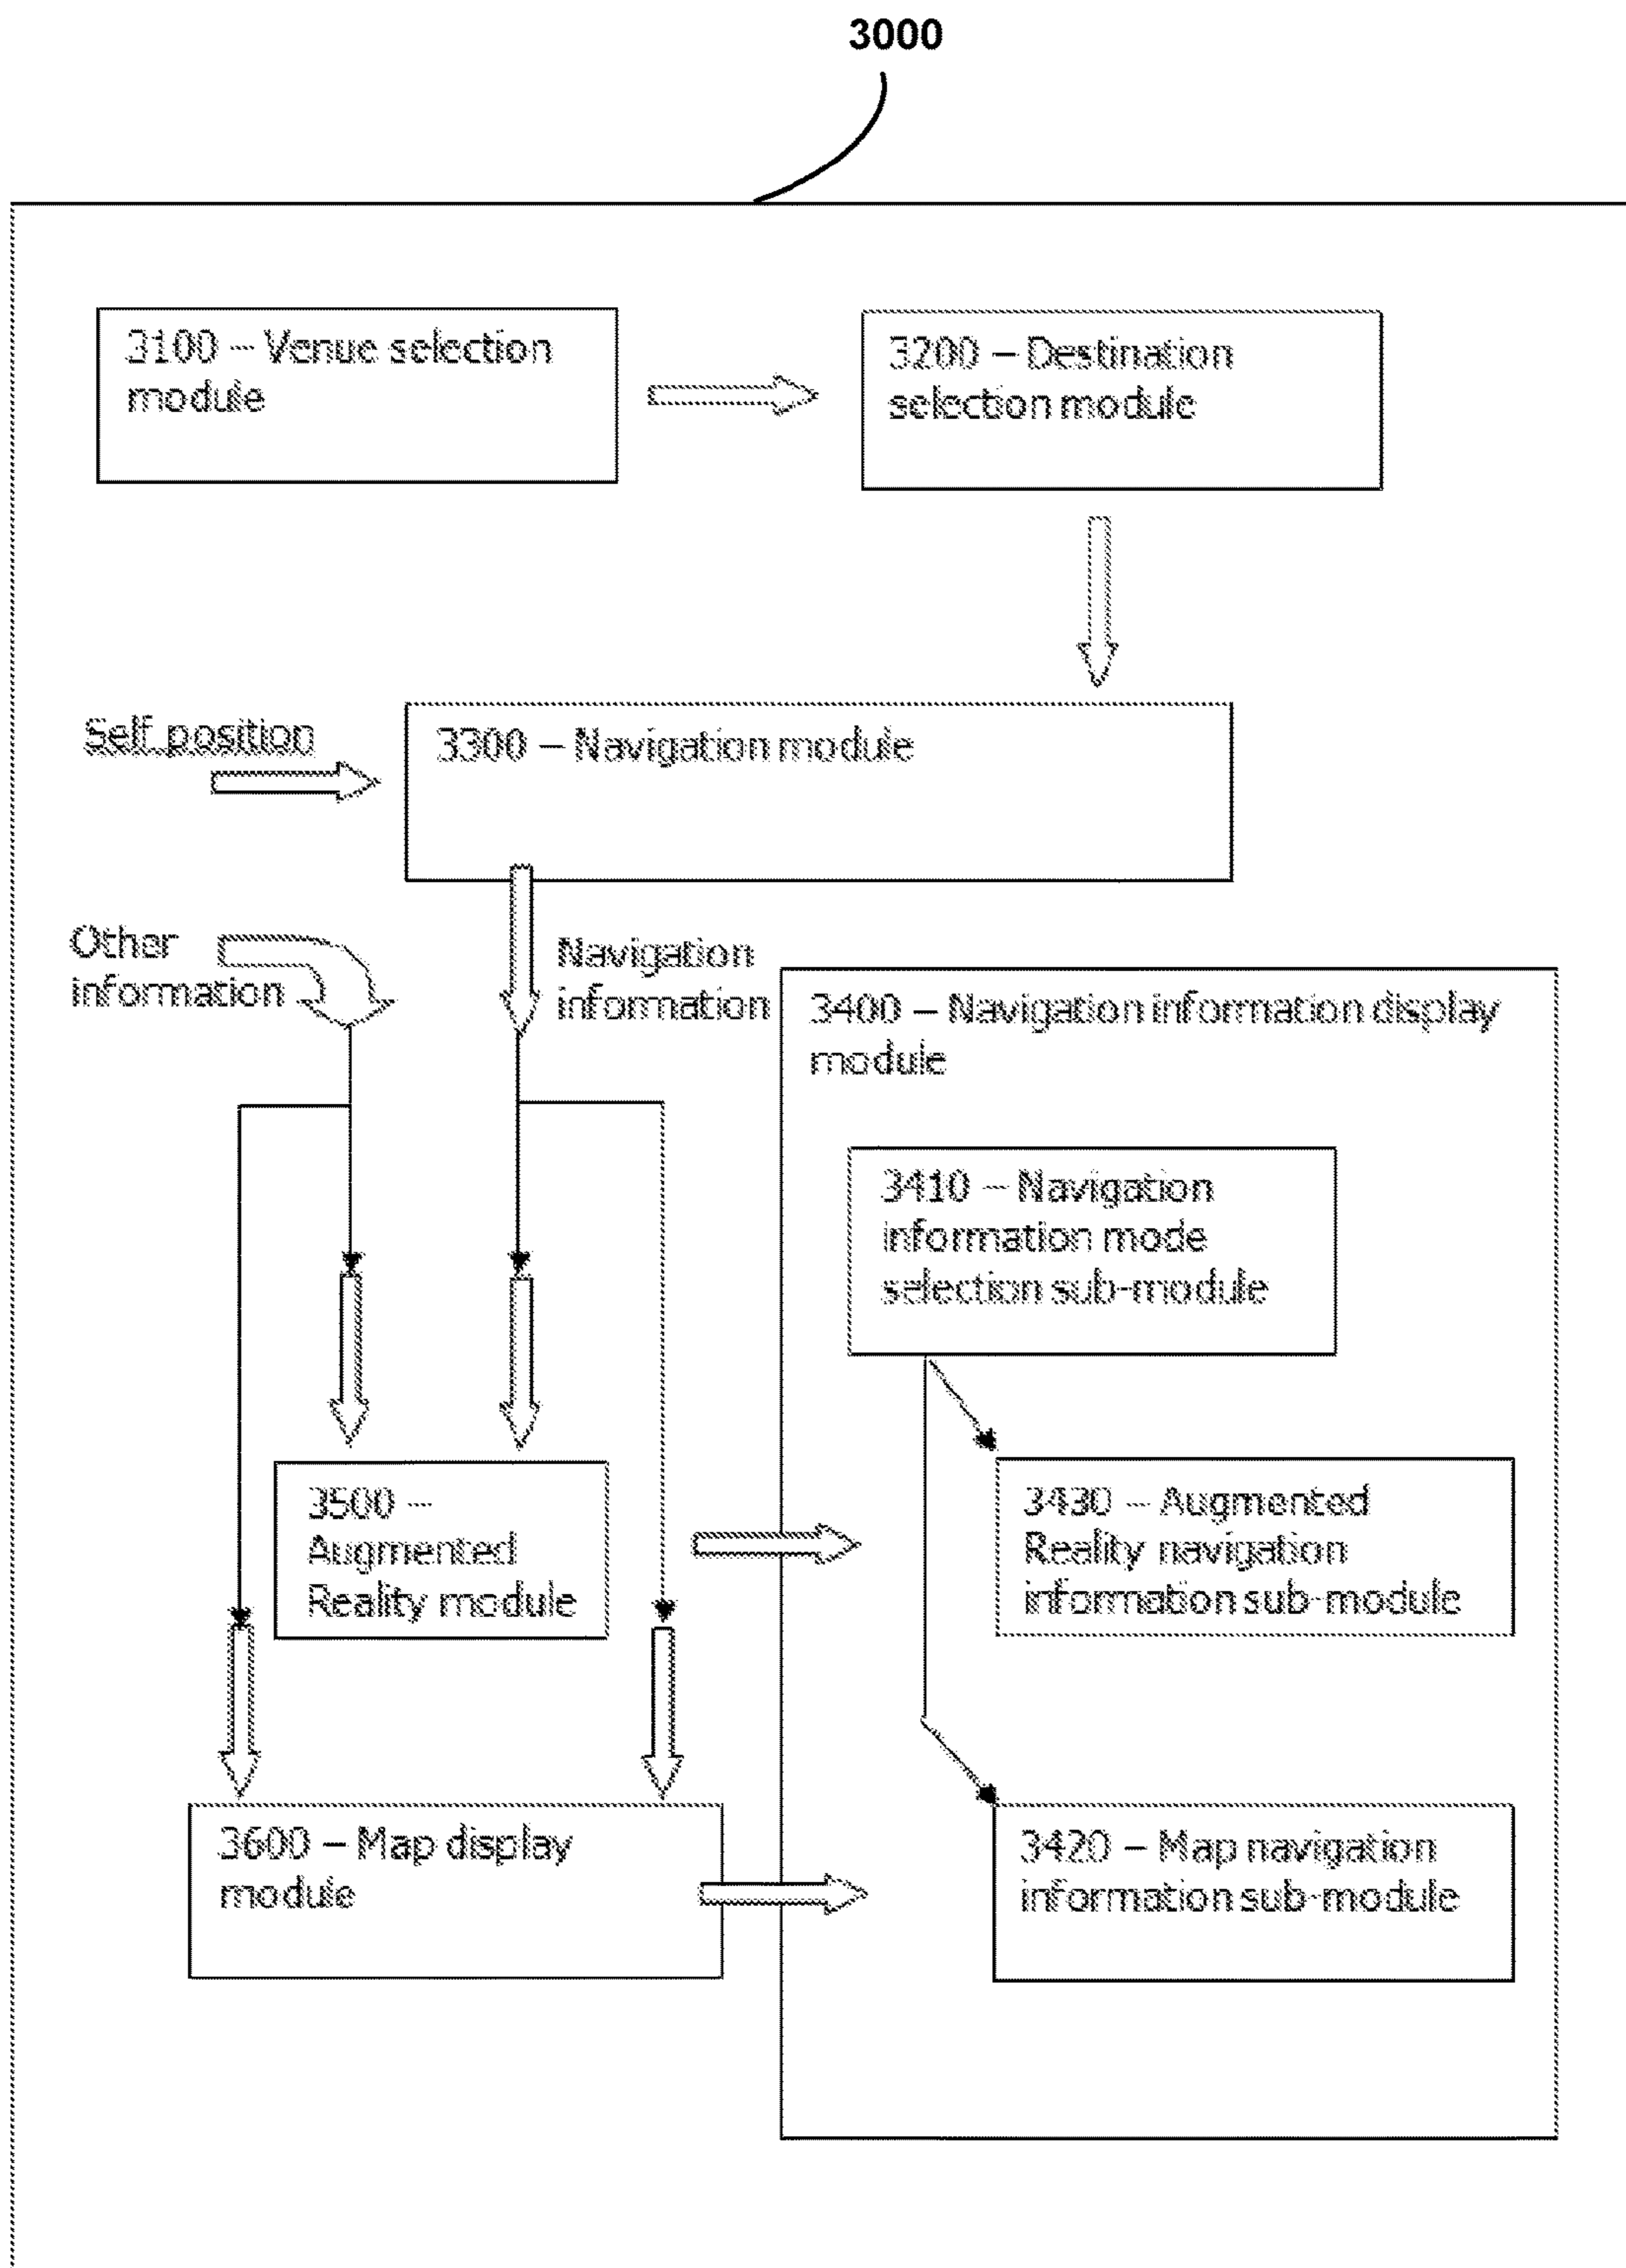 3000
3100 – Venue selection
module
3200 – Destination
selection module
Self position
3300 – Navigation module
Other
information
Navigation
information
3400 – Navigation information display
module
3410 – Navigation
information mode
selection sub-module
3500 –
Augmented
Reality module
3430 – Augmented
Reality navigation
information sub-module
3600 – Map display
module
3420 – Map navigation
information sub-module